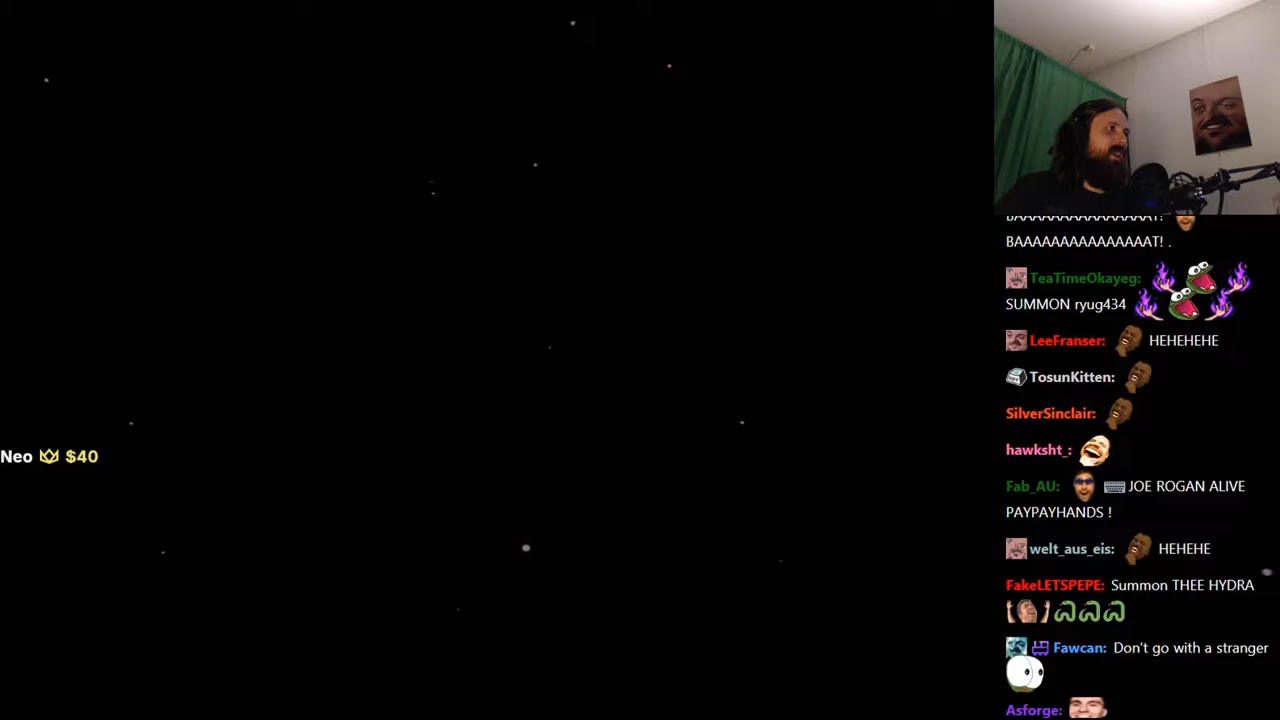 Neo $40
BAAAAAAAAAAAAAAAT!
BAAAAAAAAAAAAAAAT! .
TeaTimeOkayeg:
SUMMON ryug434
LeeFranser: HEHEHEHE
TosunKitten:
SilverSinclair:
hawksht_:
Fab_AU: JOE ROGAN ALIVE
PAYPAYHANDS !
welt_aus_eis: HEHEHE
FakeLETSPEPE: Summon THEE HYDRA
Fawcan: Don't go with a stranger
Asforge: